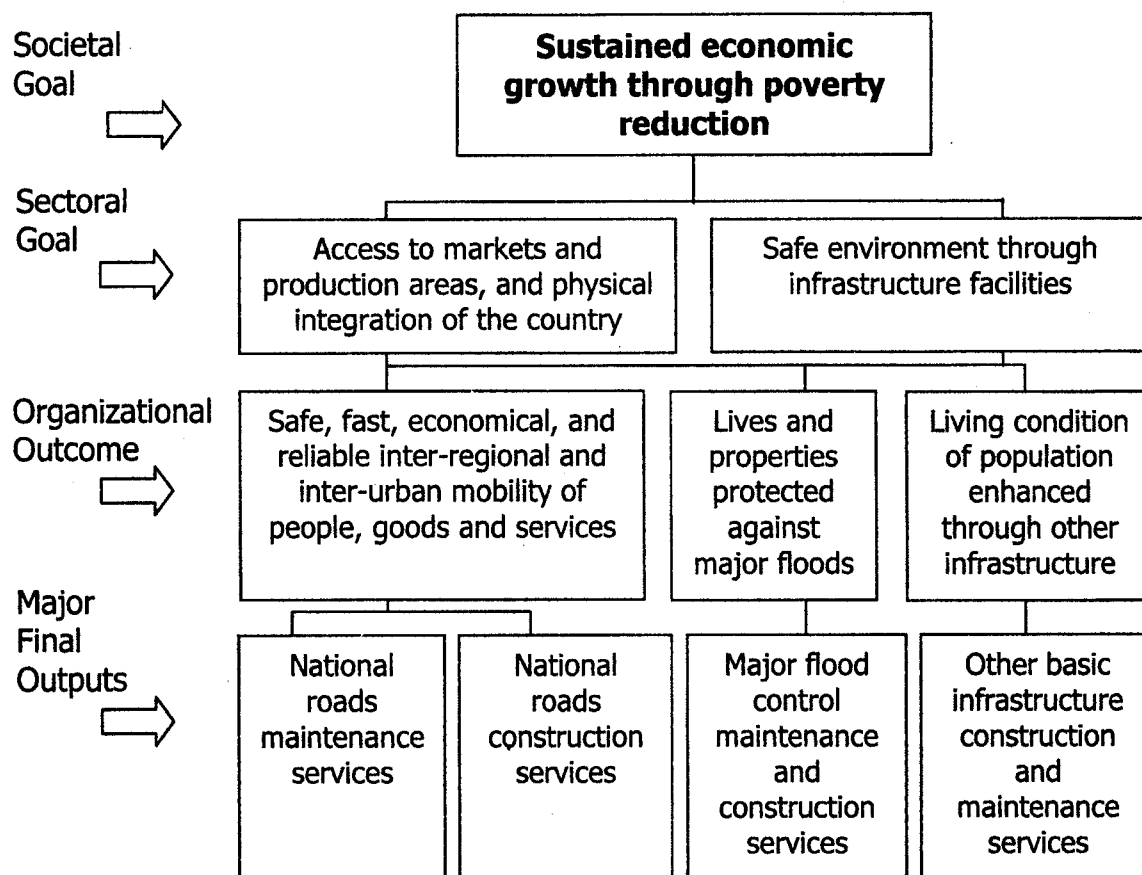 Societal
Goal
Sustained economic
growth through poverty
reduction
Sectoral
Goal
Access to markets and
production areas, and physical
integration of the country
Safe environment through
infrastructure facilities
Organizational
Outcome
Safe, fast, economical, and
reliable inter-regional and
inter-urban mobility of
people, goods and services
Lives and
properties
protected
against
major floods
Living condition
of population
enhanced
through other
infrastructure
Major
Final
Outputs
National
roads
maintenance
services
National
roads
construction
services
Major flood
control
maintenance
and
construction
services
Other basic
infrastructure
construction
and
maintenance
services